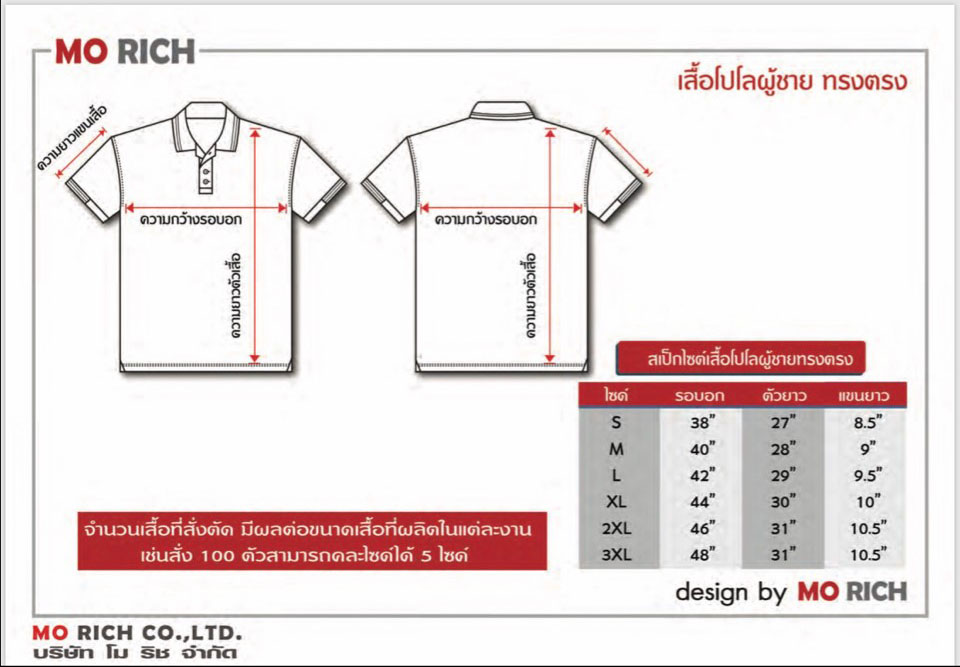 MO RICH
เสื้อโปโลผู้ชาย ทรงตรง
ความยาวแขนเสื้อ
ความกว้างรอบอก
ความยาวตัวเสื้อ
ความกว้างรอบอก
ความยาวตัวเสื้อ
สเป็กไซด์เสื้อโปโลผู้ชายทรงตรง
ไซด์ รอบอก ตัวยาว แขนยาว
S 38” 27” 8.5”
M 40” 28” 9”
L 42” 29” 9.5”
XL 44” 30” 10”
2XL 46” 31” 10.5”
3XL 48” 31” 10.5”
จำนวนเสื้อที่สั่งตัด มีผลต่อขนาดเสื้อที่ผลิตในแต่ละงาน
เช่นสั่ง 100 ตัวสามารถคละไซด์ได้ 5 ไซด์
design by MO RICH
MO RICH CO.,LTD.
บริษัท โม ริช จำกัด